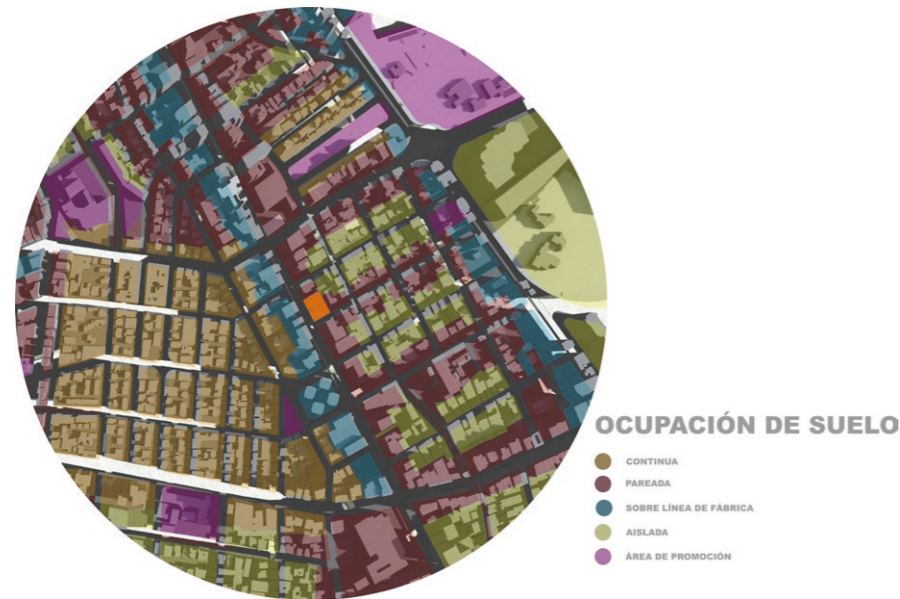 OCUPACIÓN DE SUELO
CONTINUA
PAREADA
SOBRE LÍNEA DE FÁBRICA
AISLADA
ÁREA DE PROMOCIÓN